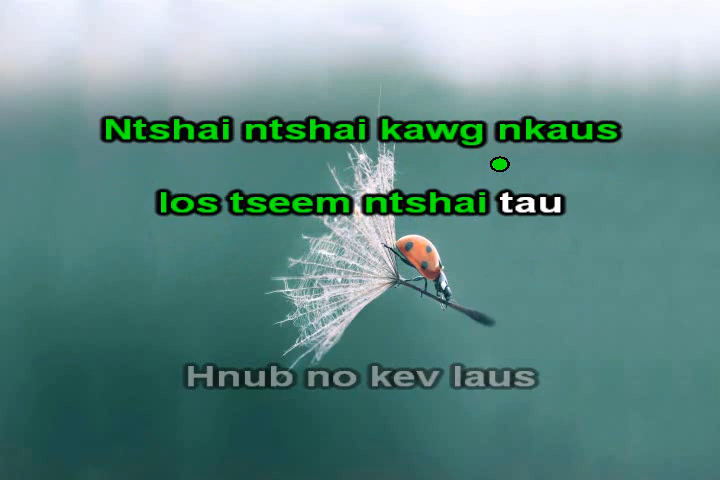 Ntshai ntshai kawg nkaus
los tseem ntshai tau
Hnub no kev laus